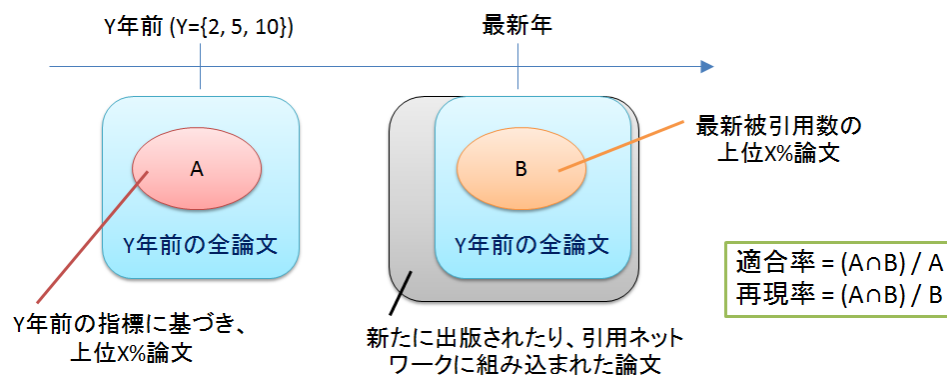 Y年前 (Y={2, 5, 10})
最新年
A
Y年前の全論文
B
Y年前の全論文
最新被引用数の
上位X%論文
適合率 = (A∩B) / A
再現率 = (A∩B) / B
Y年前の指標に基づき、
上位X%論文
新たに出版されたり、引用ネット
ワークに組み込まれた論文